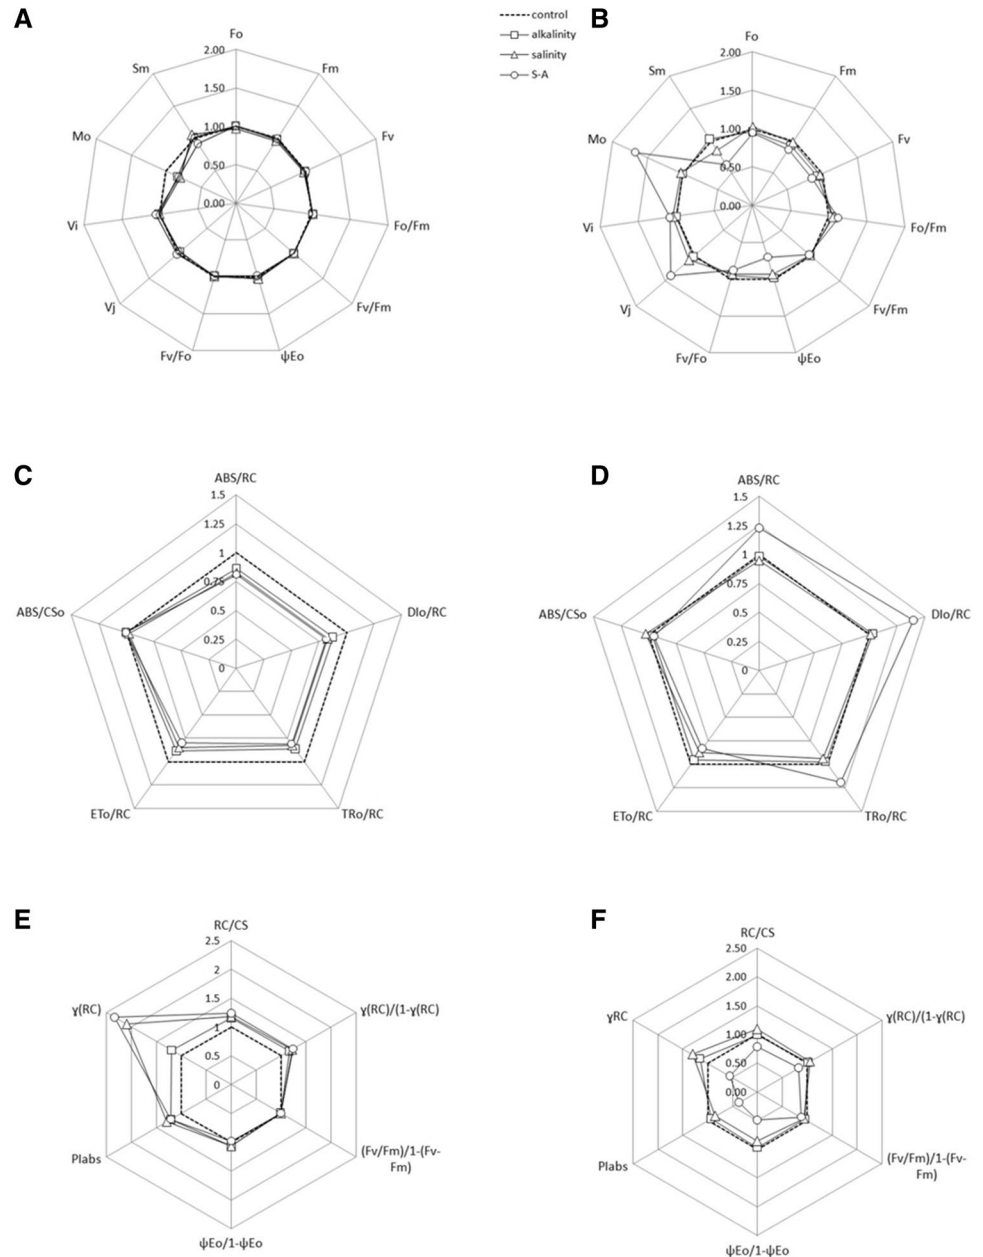 A
Fo
2.00
1.50
1.00
0.50
0.00
Fm
Fv
Fo/Fm
Fv/Fm
ψEo
Fv/Fo
Vj
Vi
Mo
Sm
control
alkalinity
salinity
S-A
B
Fo
2.00
1.50
1.00
0.50
0.00
Fm
Fv
Fo/Fm
Fv/Fm
ψEo
Fv/Fo
Vj
Vi
Mo
Sm
C
ABS/RC
1.5
1.25
1
0.75
0.5
0.25
0
DIo/RC
TRo/RC
ETo/RC
ABS/CSo
D
ABS/RC
1.5
1.25
1
0.75
0.5
0.25
0
DIo/RC
TRo/RC
ETo/RC
ABS/CSo
E
RC/CS
2.5
2
1.5
1
0.5
0
ɣ(RC)/(1-ɣ(RC)
(Fv/Fm)/1-(Fv-
Fm)
ψEo/1-ψEo
PIabs
ɣ(RC)
F
RC/CS
2.50
2.00
1.50
1.00
0.50
0.00
ɣ(RC)/(1-ɣ(RC)
(Fv/Fm)/1-(Fv-
Fm)
ψEo/1-ψEo
PIabs
ɣRC